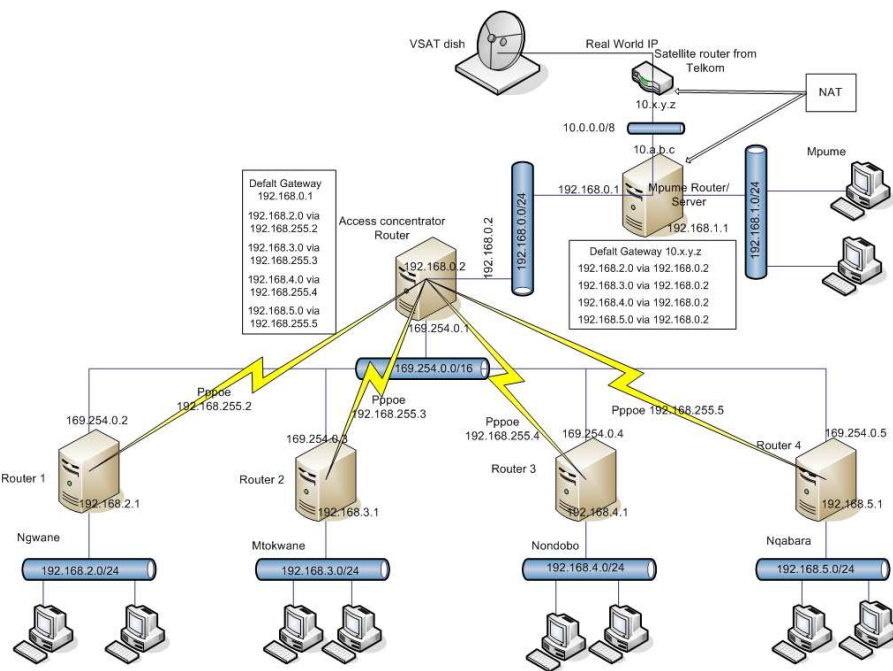 VSAT dish
Real World IP
Satellite router from
Telkom
NAT
10.x.y.z
10.0.0.0/8
10.a.b.c
Mpume
Defalt Gateway
192.168.0.1
192.168.2.0 via
192.168.255.2
192.168.3.0 via
192.168.255.3
192.168.4.0 via
192.168.255.4
192.168.5.0 via
192.168.255.5
Access concentrator
Router
192.168.0.2
192.168.0.2
192.168.0.0/24
192.168.0.1
Mpume Router/
Server
192.168.1.1
192.168.1.0/24
Defalt Gateway 10.x.y.z
192.168.2.0 via 192.168.0.2
192.168.3.0 via 192.168.0.2
192.168.4.0 via 192.168.0.2
192.168.5.0 via 192.168.0.2
169.254.0.1
169.254.0.0/16
Pppoe
192.168.255.2
Pppoe
192.168.255.3
Pppoe
192.168.255.4
Pppoe 192.168.255.5
169.254.0.2
169.254.0.3
169.254.0.4
169.254.0.5
Router 1
Router 2
Router 3
Router 4
192.168.2.1
192.168.3.1
192.168.4.1
192.168.5.1
Ngwane
Mtokwane
Nondobo
Nqabara
192.168.2.0/24
192.168.3.0/24
192.168.4.0/24
192.168.5.0/24